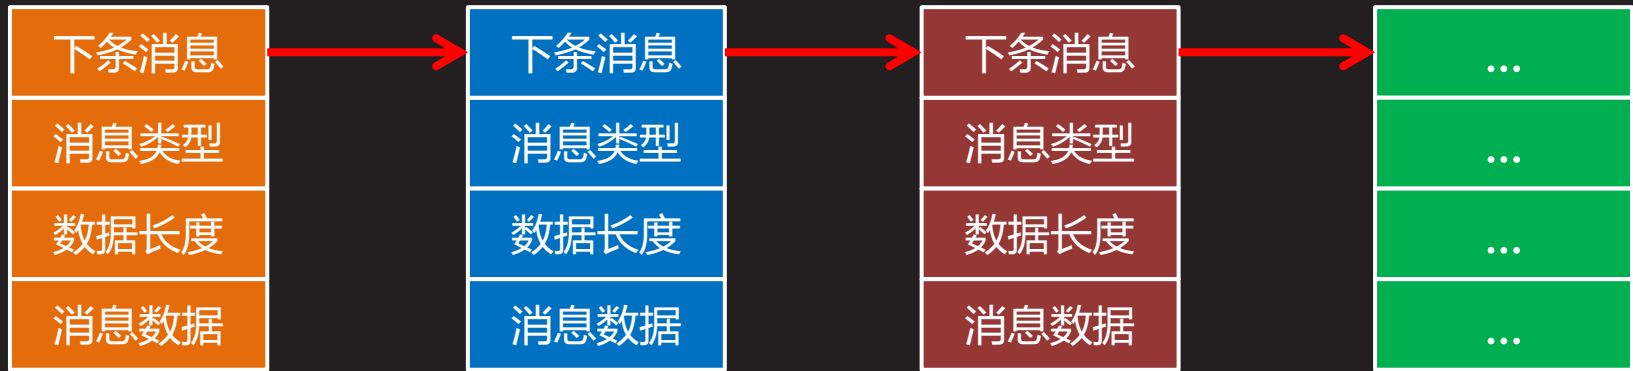 下条消息
消息类型
数据长度
消息数据
下条消息
消息类型
数据长度
消息数据
下条消息
消息类型
数据长度
消息数据
...
...
...
...